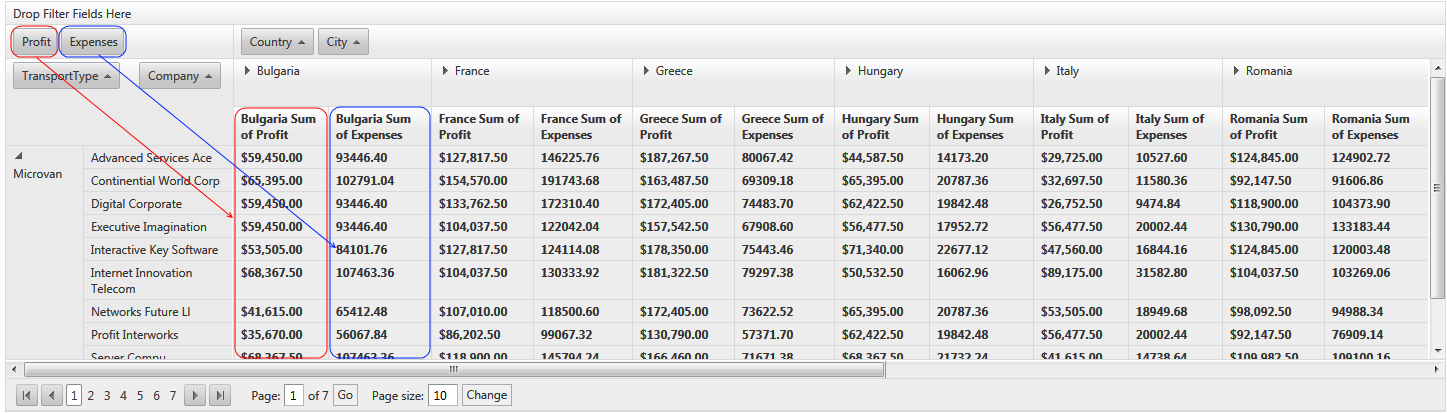 Drop Filter Fields Here
Profit Expenses Country City
TransportType Company Bulgaria France Greece Hungary Italy Romania
Bulgaria Sum of Profit Bulgaria Sum of Expenses France Sum of Profit France Sum of Expenses Greece Sum of Profit Greece Sum of Expenses Hungary Sum of Profit Hungary Sum of Expenses Italy Sum of Profit Italy Sum of Expenses Romania Sum of Profit Romania Sum of Expenses
Microvan
Advanced Services Ace $59,450.00 93446.40 $127,817.50 146225.76 $187,267.50 80067.42 $44,587.50 14173.20 $29,725.00 10527.60 $124,845.00 124902.72
Continental World Corp $65,395.00 102791.04 $154,570.00 191743.68 $163,487.50 69309.18 $65,395.00 20787.36 $32,697.50 11580.36 $92,147.50 91606.86
Digital Corporate $59,450.00 93446.40 $133,762.50 172310.40 $172,405.00 74483.70 $62,422.50 19842.48 $26,752.50 9474.84 $118,900.00 104373.90
Executive Imagination $59,450.00 93446.40 $104,037.50 122042.04 $157,542.50 67908.60 $56,477.50 17952.72 $56,477.50 20002.44 $130,790.00 133183.44
Interactive Key Software $53,505.00 84101.76 $127,817.50 124114.08 $178,350.00 75443.46 $71,340.00 22677.12 $47,560.00 16844.16 $124,845.00 120003.48
Internet Innovation Telecom $68,367.50 107463.36 $104,037.50 130333.92 $181,322.50 79297.38 $50,532.50 16062.96 $89,175.00 31582.80 $104,037.50 103269.06
Networks Future LI $41,615.00 65412.48 $107,010.00 118500.60 $172,405.00 73622.52 $65,395.00 20787.36 $53,505.00 18949.68 $98,092.50 94988.34
Profit Interworks $35,670.00 56067.84 $86,202.50 99067.32 $130,790.00 57371.70 $62,422.50 19842.48 $56,477.50 20002.44 $92,147.50 76909.14
Server Compu $68,367.50 107463.36 $118,900.00 145794.24 $166,460.00 71671.38 $68,367.50 21732.24 $41,615.00 14738.64 $109,982.50 109100.16
1 2 3 4 5 6 7 Page: 1 of 7 Go Page size: 10 Change